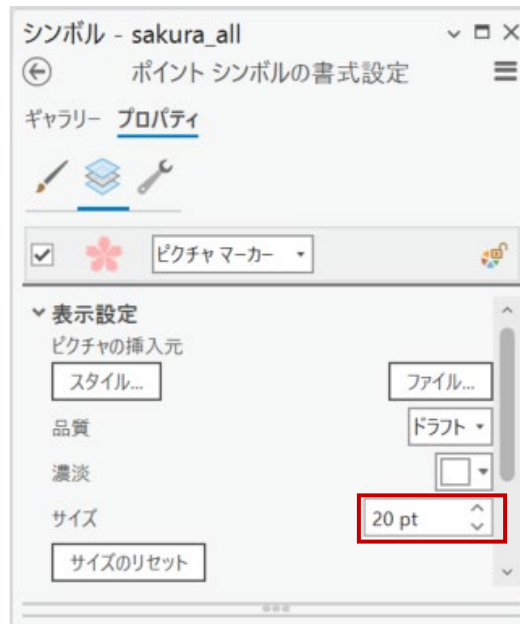 シンボル - sakura_all
ポイント シンボルの書式設定
ギャラリー プロパティ
ピクチャ マーカー
表示設定
ピクチャの挿入元
スタイル... ファイル...
品質 ドラフト
濃淡
サイズ 20 pt
サイズのリセット